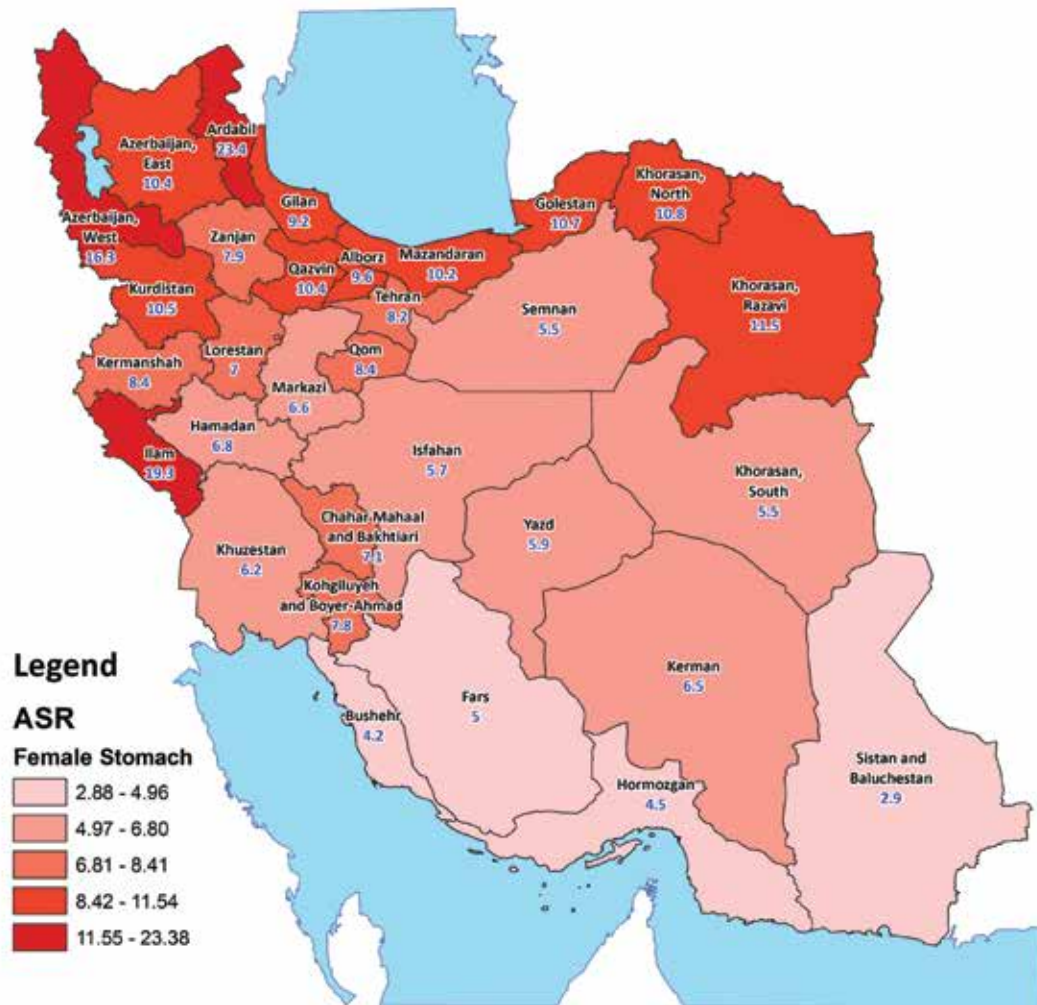 Ardabil
23.4
Azerbaijan,
East
10.4
Khorasan,
North
10.8
Gilan
9.2
Golestan
10.7
Azerbaijan,
West
16.3
Zanjan
7.9
Alborz
9.6
Mazandaran
10.2
Qazvin
10.4
Kurdistan
10.5
Tehran
8.2
Semnan
5.5
Khorasan,
Razavi
11.5
Kermanshah
8.4
Lorestan
7
Qom
8.4
Markazi
6.6
Hamadan
6.8
Ilam
19.3
Isfahan
5.7
Khorasan,
South
5.5
Chahar Mahaal
and Bakhtiari
7.1
Yazd
5.9
Khuzestan
6.2
Kohgiluyeh
and Boyer-Ahmad
7.8
Kerman
6.5
Fars
5
Bushehr
4.2
Hormozgan
4.5
Sistan and
Baluchestan
2.9
Legend
ASR
Female Stomach
2.88 - 4.96
4.97 - 6.80
6.81 - 8.41
8.42 - 11.54
11.55 - 23.38